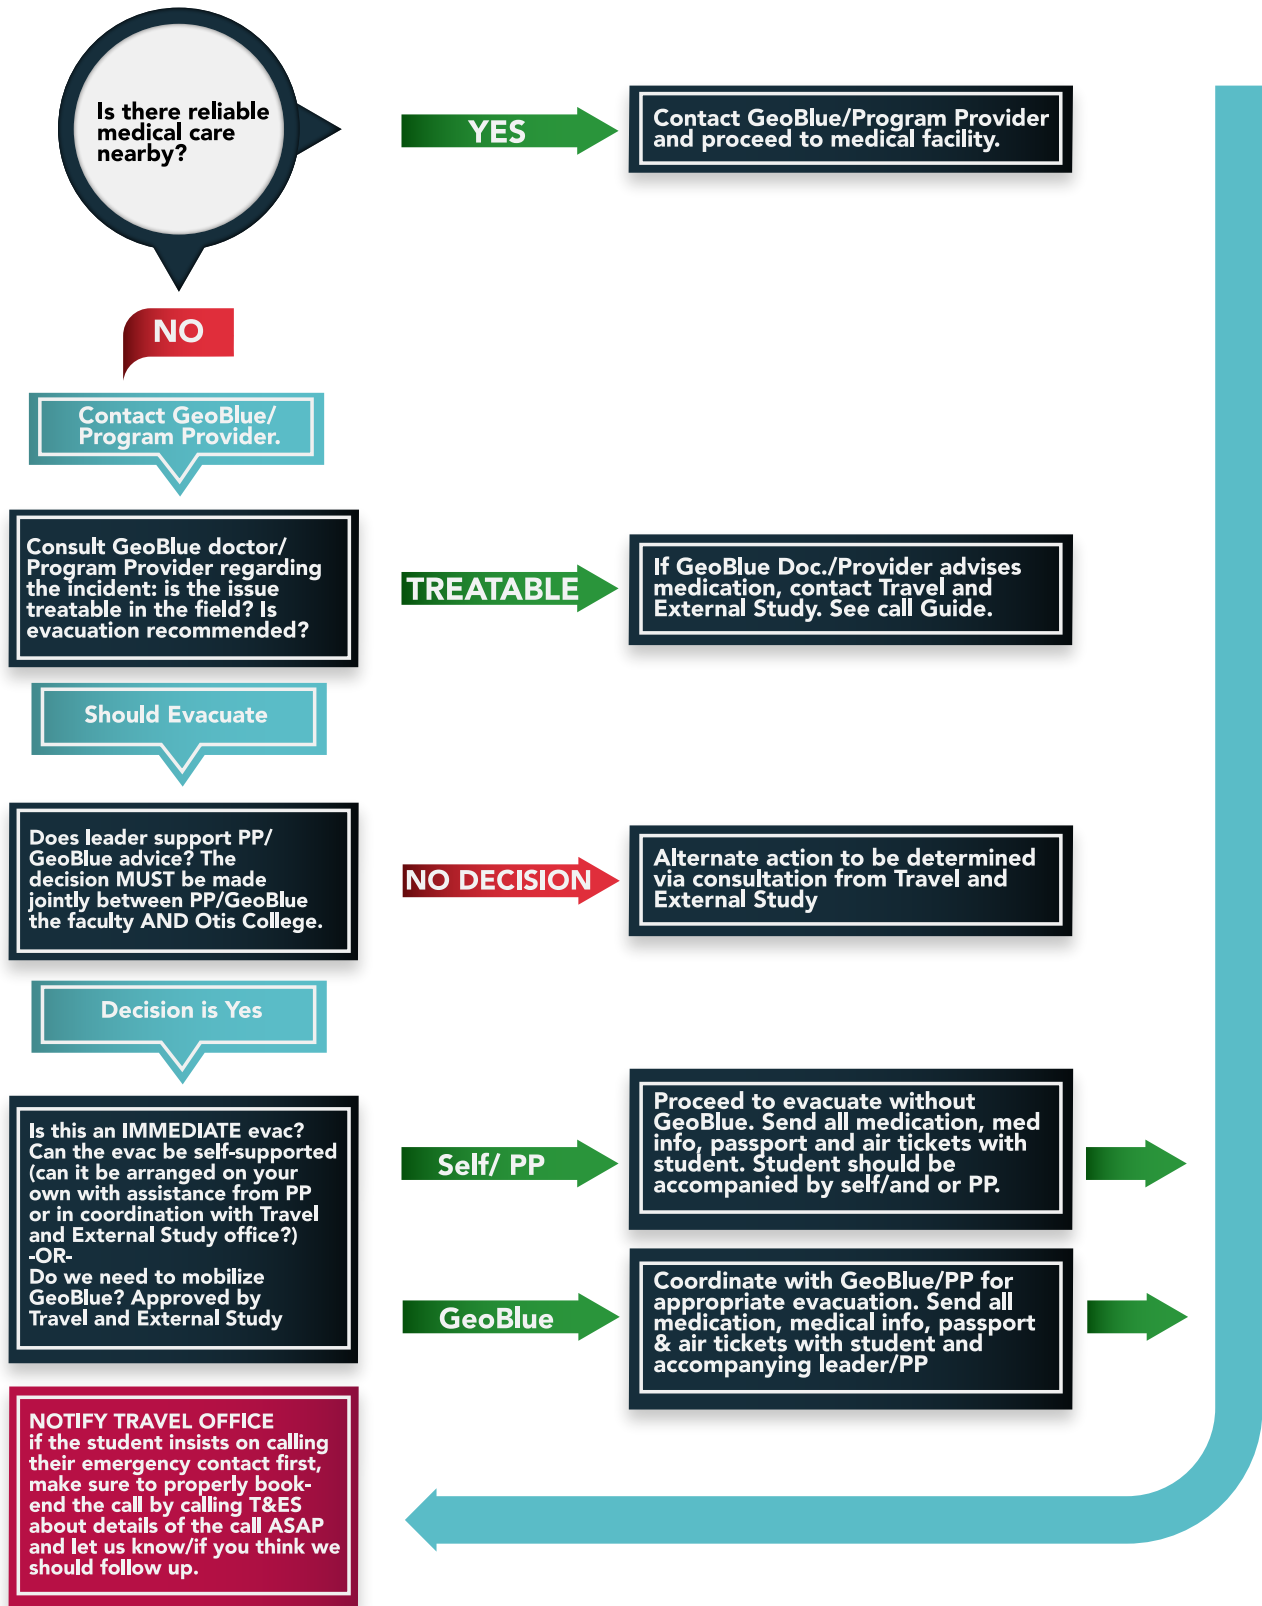 Is there reliable
medical care
nearby?
YES
Contact GeoBlue/Program Provider
and proceed to medical facility.
NO
Contact GeoBlue/
Program Provider.
Consult GeoBlue doctor/
Program Provider regarding
the incident: is the issue
treatable in the field? Is
evacuation recommended?
TREATABLE
If GeoBlue Doc./Provider advises
medication, contact Travel and
External Study. See call Guide.
Should Evacuate
Does leader support PP/
GeoBlue advice? The
decision MUST be made
jointly between PP/GeoBlue
the faculty AND Otis College.
NO DECISION
Alternate action to be determined
via consultation from Travel and
External Study
Decision is Yes
Is this an IMMEDIATE evac?
Can the evac be self-supported
(can it be arranged on your
own with assistance from PP
or in coordination with Travel
and External Study office?)
-OR-
Do we need to mobilize
GeoBlue? Approved by
Travel and External Study
Self/ PP
Proceed to evacuate without
GeoBlue. Send all medication, med
info, passport and air tickets with
student. Student should be
accompanied by self/and or PP.
GeoBlue
Coordinate with GeoBlue/PP for
appropriate evacuation. Send all
medication, medical info, passport
& air tickets with student and
accompanying leader/PP
NOTIFY TRAVEL OFFICE
if the student insists on calling
their emergency contact first,
make sure to properly book-
end the call by calling T&ES
about details of the call ASAP
and let us know/if you think we
should follow up.